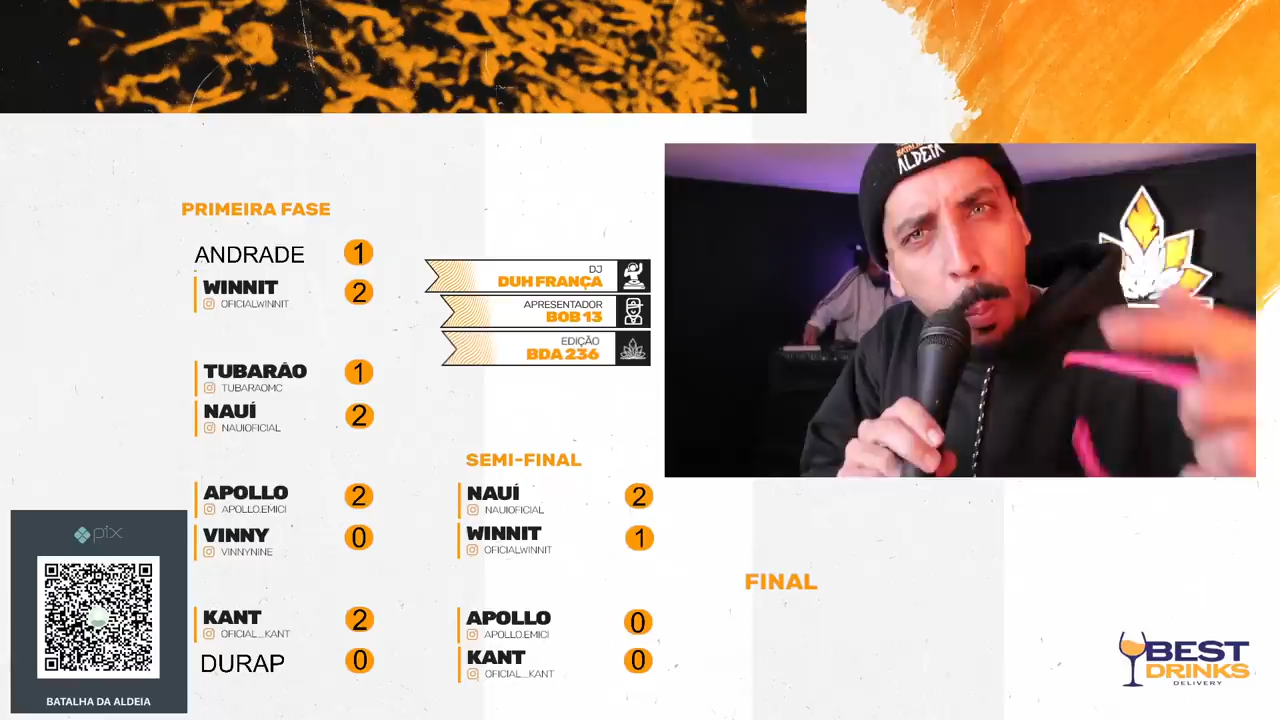 PRIMEIRA FASE
ANDRADE 1
WINNIT 2
OFICIALWINNIT
TUBARÃO 1
TUBARAOMC
NAUÍ 2
NAUIOFICIAL
APOLLO 2
APOLLO.EMICI
VINNY 0
VINNYNINE
KANT 2
OFICIAL_KANT
DURAP 0
DJ
DUH FRANÇA
APRESENTADOR
BOB 13
EDIÇÃO
BDA 236
SEMI-FINAL
NAUÍ 2
NAUIOFICIAL
WINNIT 1
OFICIALWINNIT
APOLLO 0
APOLLO.EMICI
KANT 0
OFICIAL_KANT
FINAL
BATALHA
ALDEIA
pix
BATALHA DA ALDEIA
BEST
DRINKS
DELIVERY